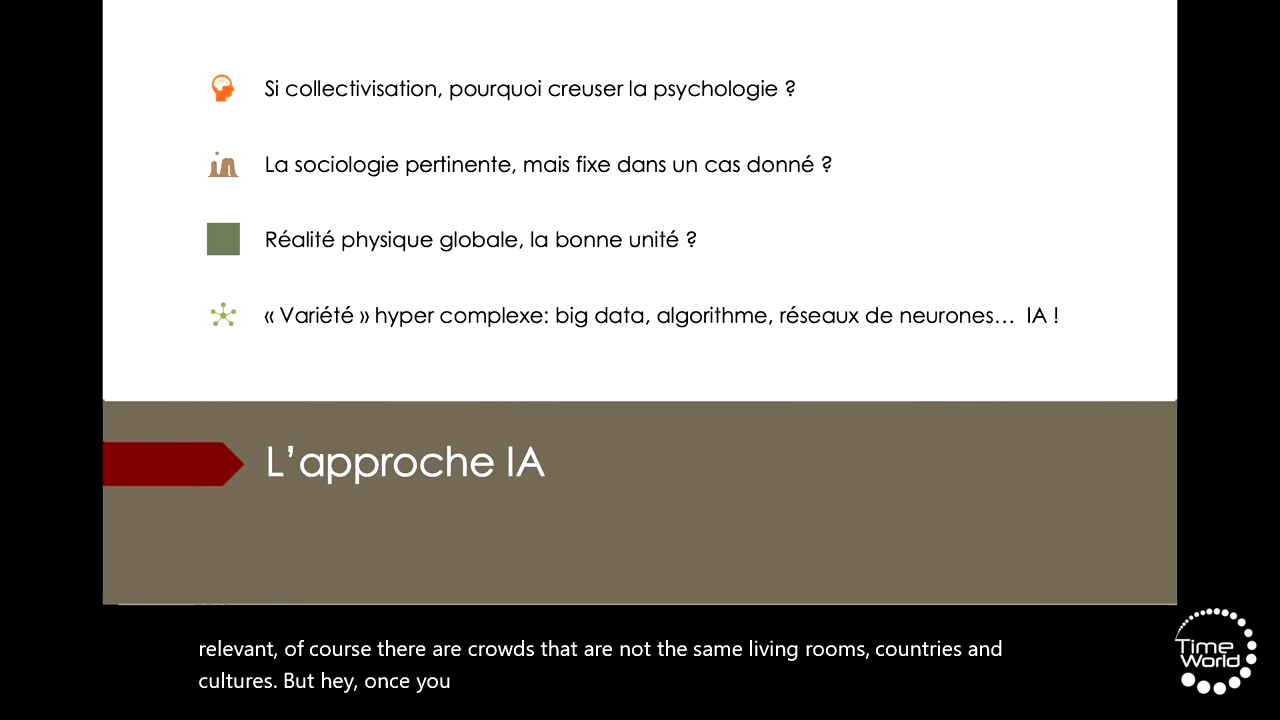 Si collectivisation, pourquoi creuser la psychologie ?
La sociologie pertinente, mais fixe dans un cas donné ?
Réalité physique globale, la bonne unité ?
« Variété » hyper complexe: big data, algorithme, réseaux de neurones… IA !
L’approche IA
relevant, of course there are crowds that are not the same living rooms, countries and
cultures. But hey, once you
Time
World